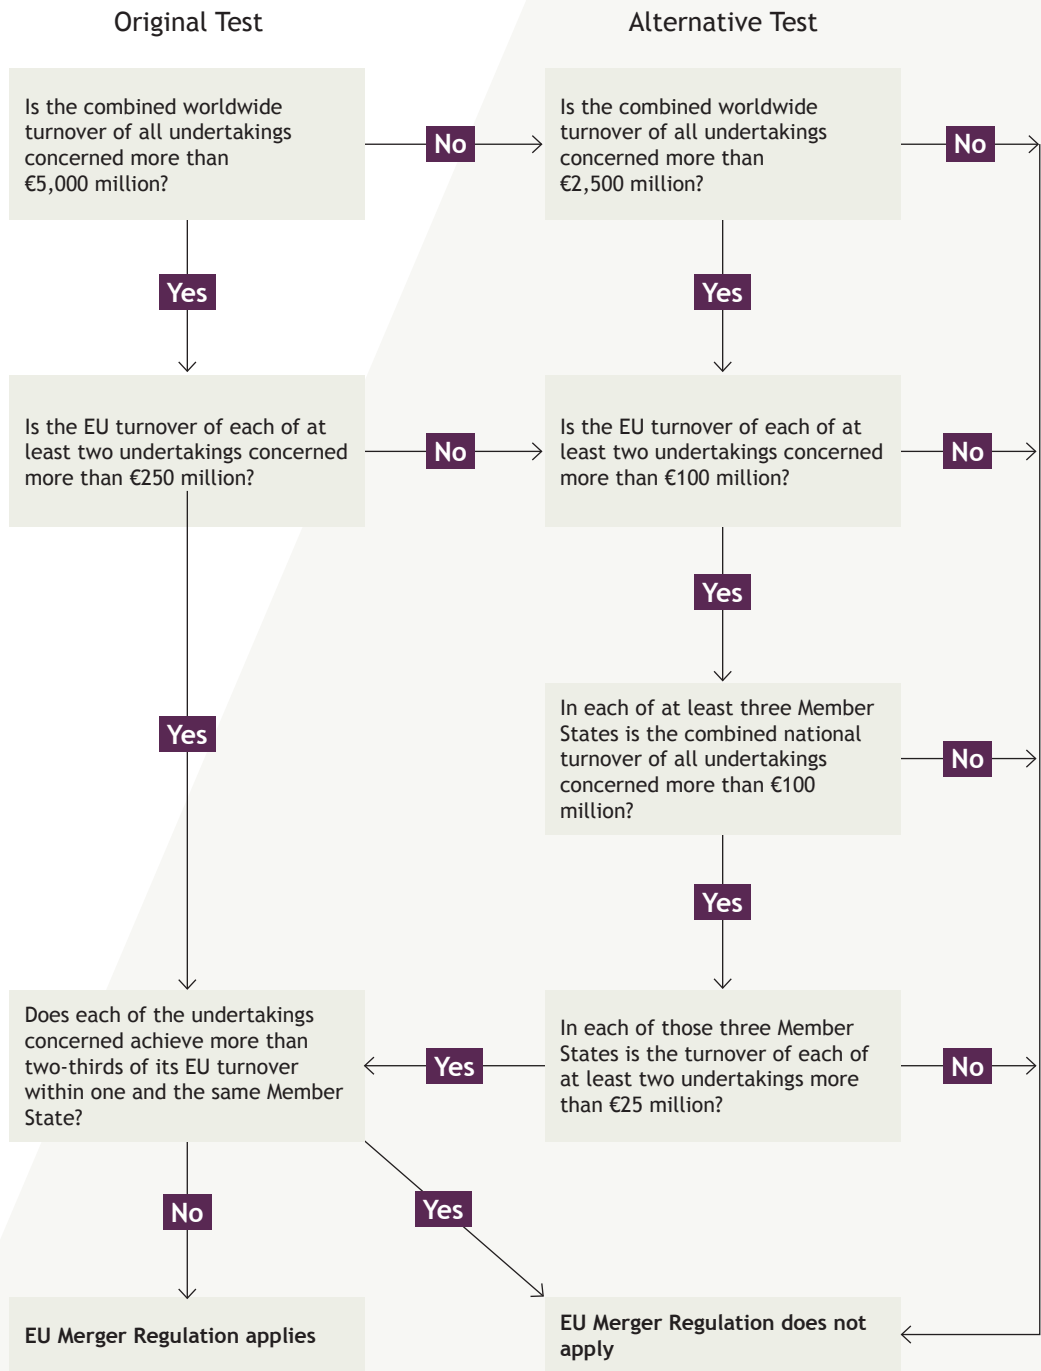 Original Test
Alternative Test
Is the combined worldwide
turnover of all undertakings
concerned more than
€5,000 million?
No
Is the combined worldwide
turnover of all undertakings
concerned more than
€2,500 million?
No
Yes
Yes
Is the EU turnover of each of at
least two undertakings concerned
more than €250 million?
No
Is the EU turnover of each of at
least two undertakings concerned
more than €100 million?
No
Yes
Yes
In each of at least three Member
States is the combined national
turnover of all undertakings
concerned more than €100
million?
No
Yes
Does each of the undertakings
concerned achieve more than
two-thirds of its EU turnover
within one and the same Member
State?
Yes
In each of those three Member
States is the turnover of each of
at least two undertakings more
than €25 million?
No
No
Yes
EU Merger Regulation applies
EU Merger Regulation does not
apply